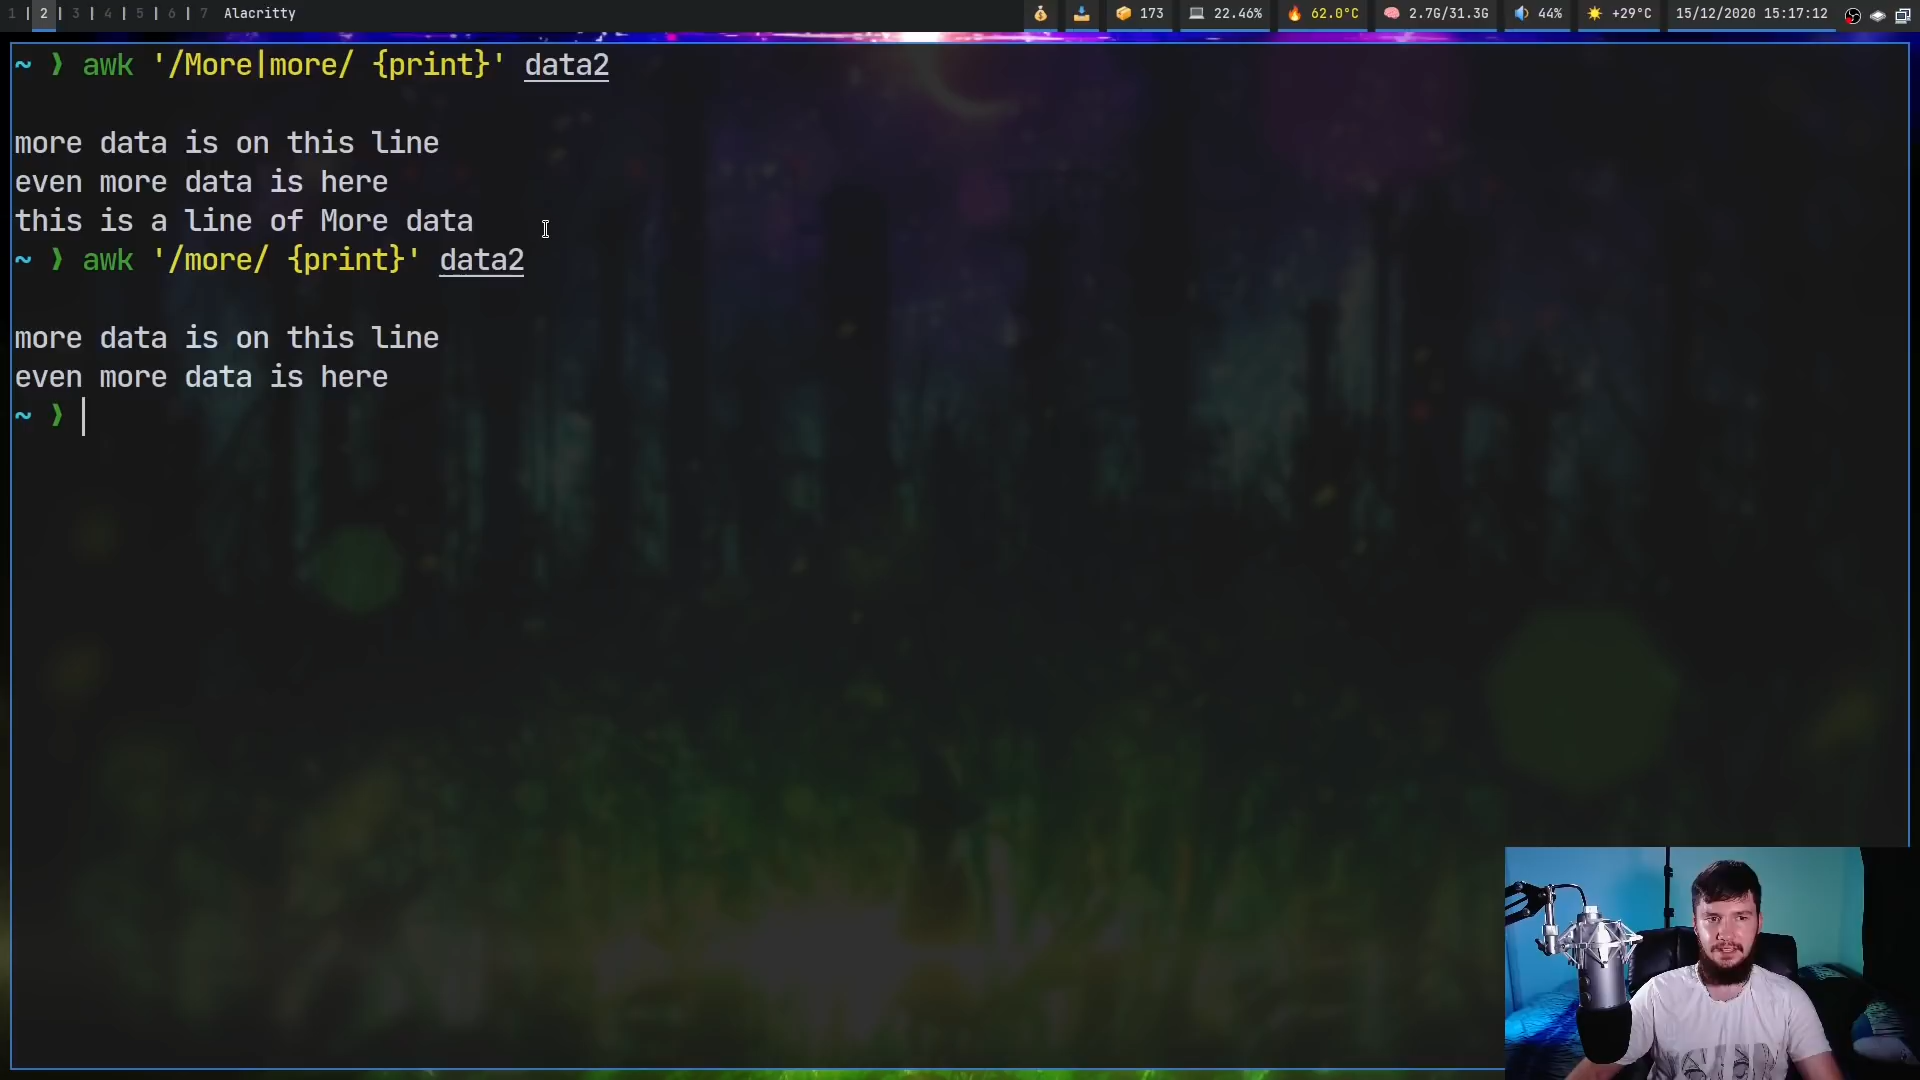 1 | 2 | 3 | 4 | 5 | 6 | 7 Alacritty 173 22.46% 62.0°C 2.7G/31.3G 44% +29°C 15/12/2020 15:17:12
~ ❯ awk '/More|more/ {print}' data2
more data is on this line
even more data is here
this is a line of More data
~ ❯ awk '/more/ {print}' data2
more data is on this line
even more data is here
~ ❯